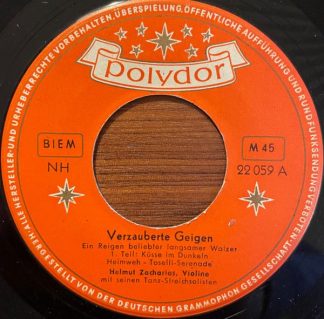 ALLE HERSTELLER- UND URHEBERRECHTE VORBEHALTEN, ÜBERSPIELUNG, ÖFFENTLICHE AUFFÜHRUNG UND RUNDFUNKSENDUNG VERBOTEN
polydor
BIEM
M 45
NH
22 059 A
Verzauberte Geigen
Ein Reigen beliebter langsamer Walzer
1. Teil: Küsse im Dunkeln
Heimweh - Toselli-Serenade
Helmut Zacharias, Violine
mit seinen Tanz-Streichsolisten
HERGESTELLT VON DER DEUTSCHEN GRAMMOPHON GESELLSCHAFT